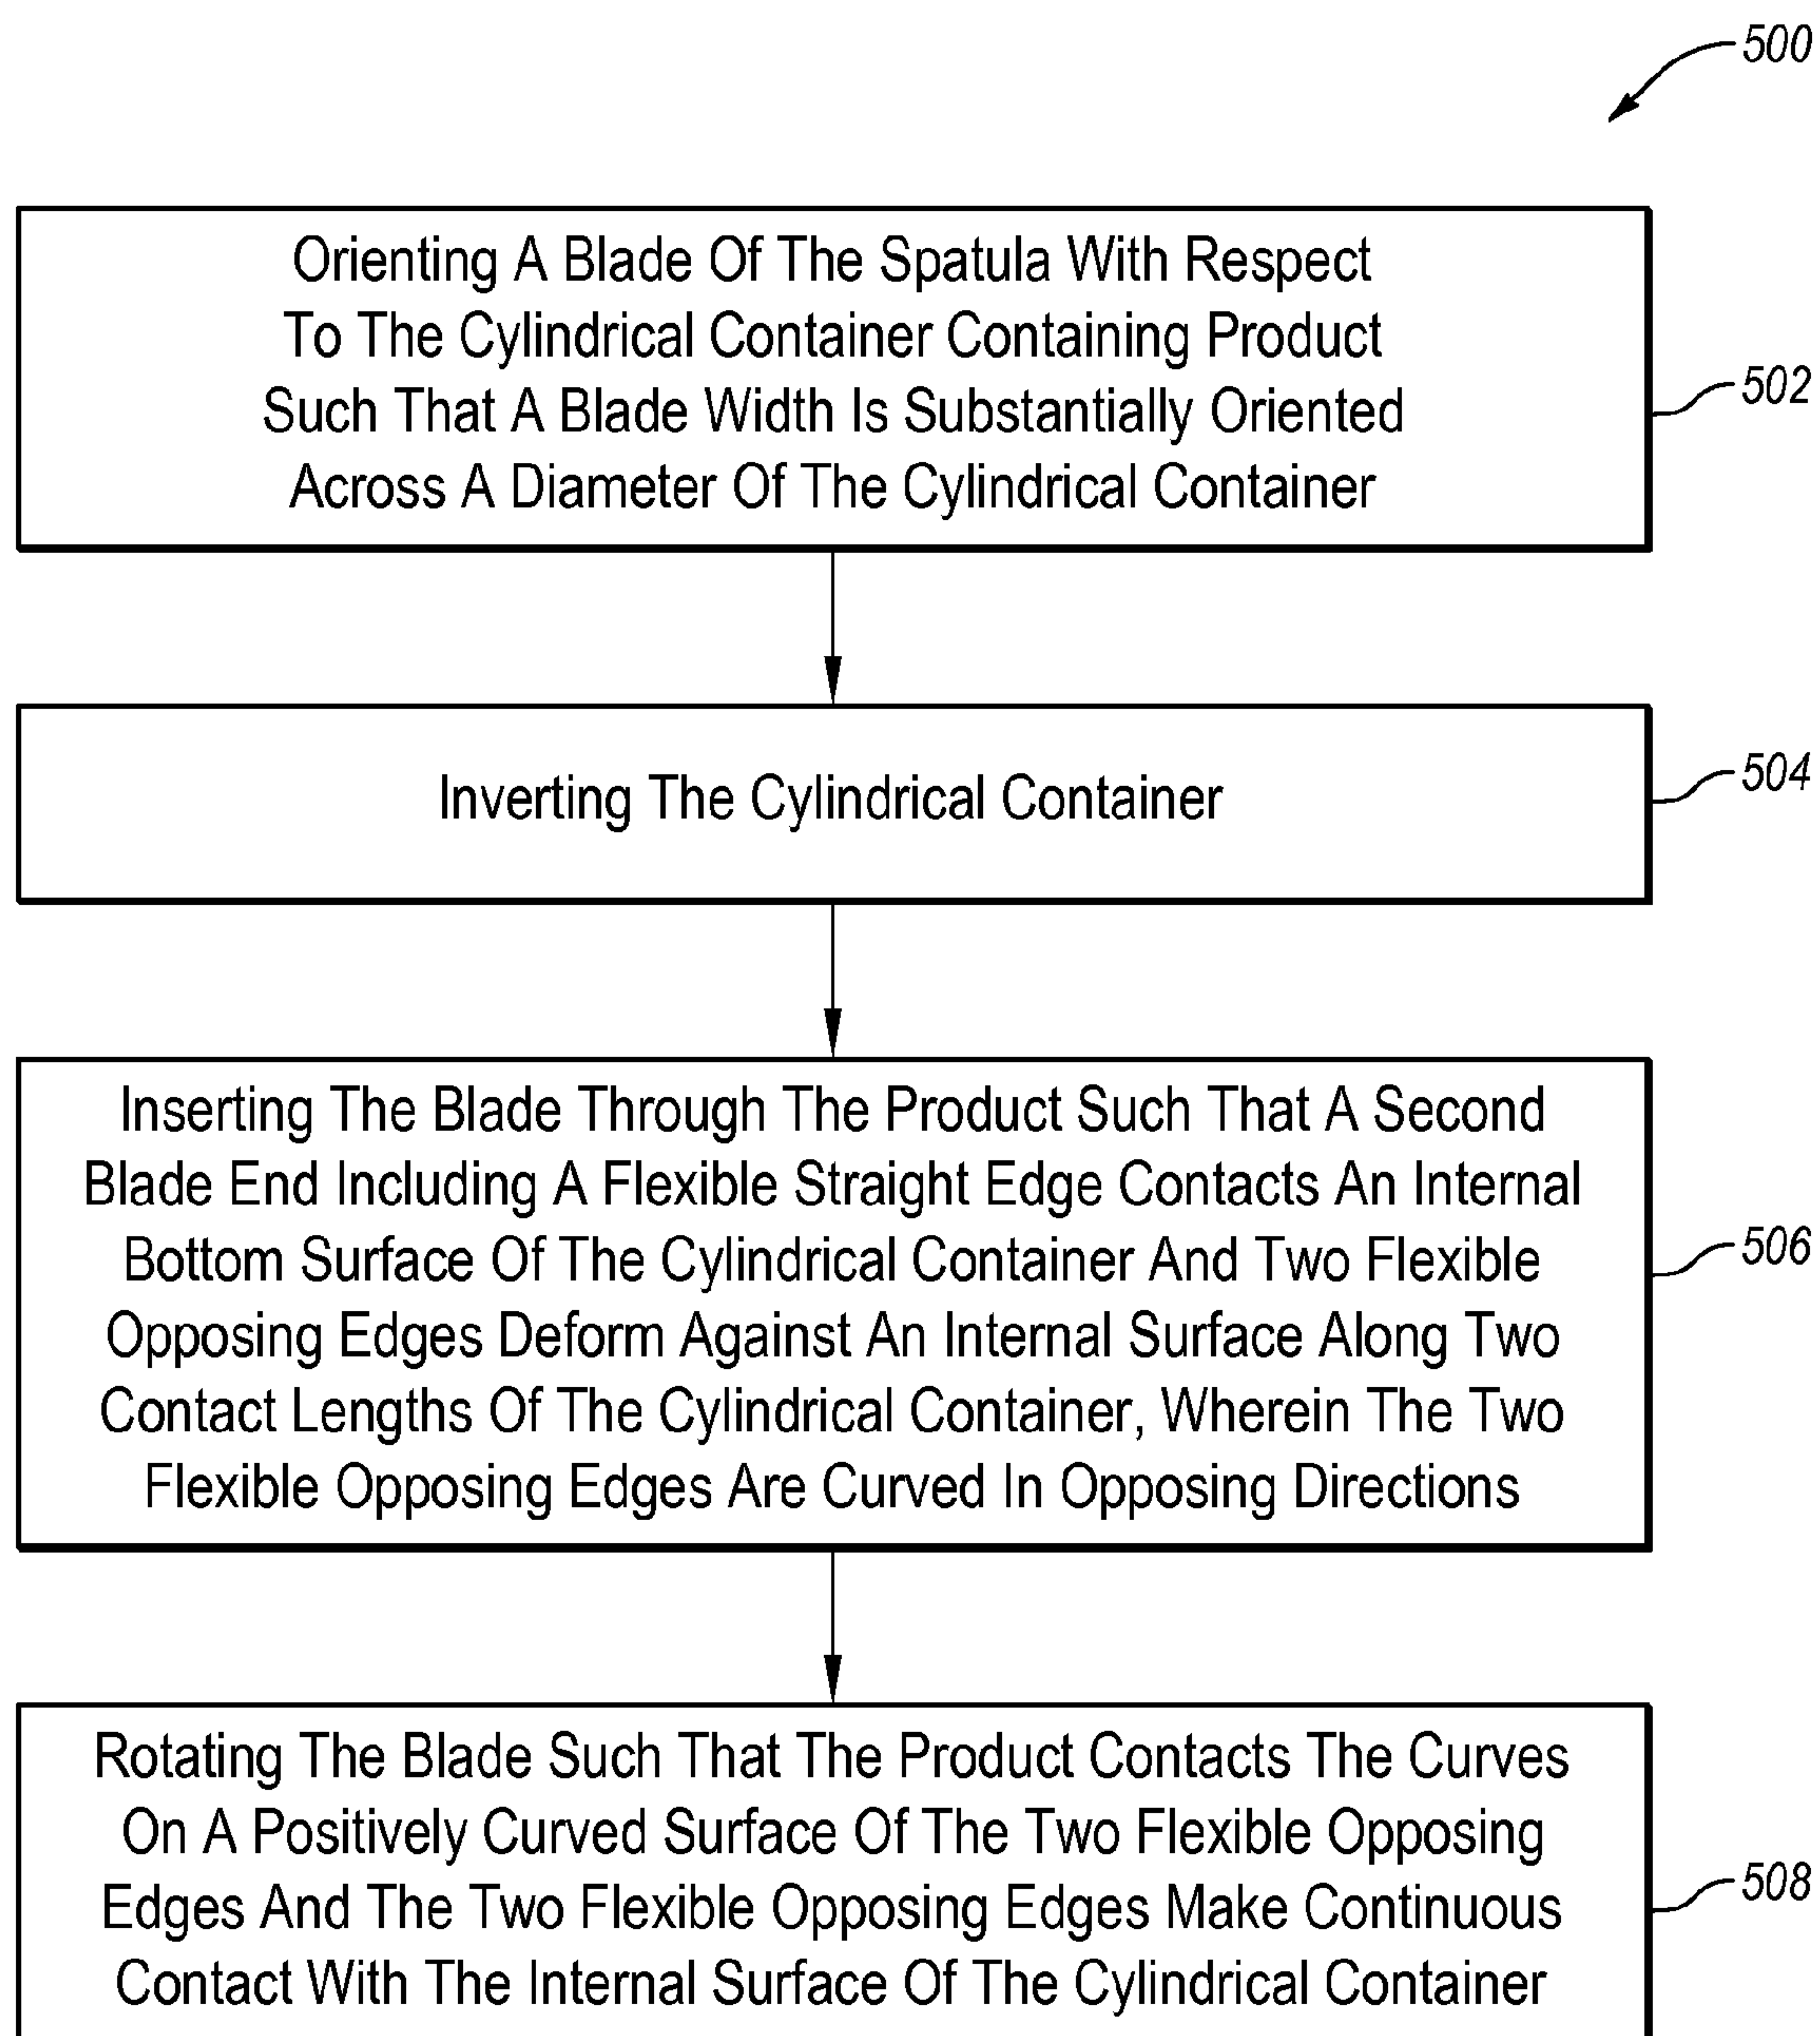 500
Orienting A Blade Of The Spatula With Respect
To The Cylindrical Container Containing Product
Such That A Blade Width Is Substantially Oriented
Across A Diameter Of The Cylindrical Container
502
Inverting The Cylindrical Container
504
Inserting The Blade Through The Product Such That A Second
Blade End Including A Flexible Straight Edge Contacts An Internal
Bottom Surface Of The Cylindrical Container And Two Flexible
Opposing Edges Deform Against An Internal Surface Along Two
Contact Lengths Of The Cylindrical Container, Wherein The Two
Flexible Opposing Edges Are Curved In Opposing Directions
506
Rotating The Blade Such That The Product Contacts The Curves
On A Positively Curved Surface Of The Two Flexible Opposing
Edges And The Two Flexible Opposing Edges Make Continuous
Contact With The Internal Surface Of The Cylindrical Container
508